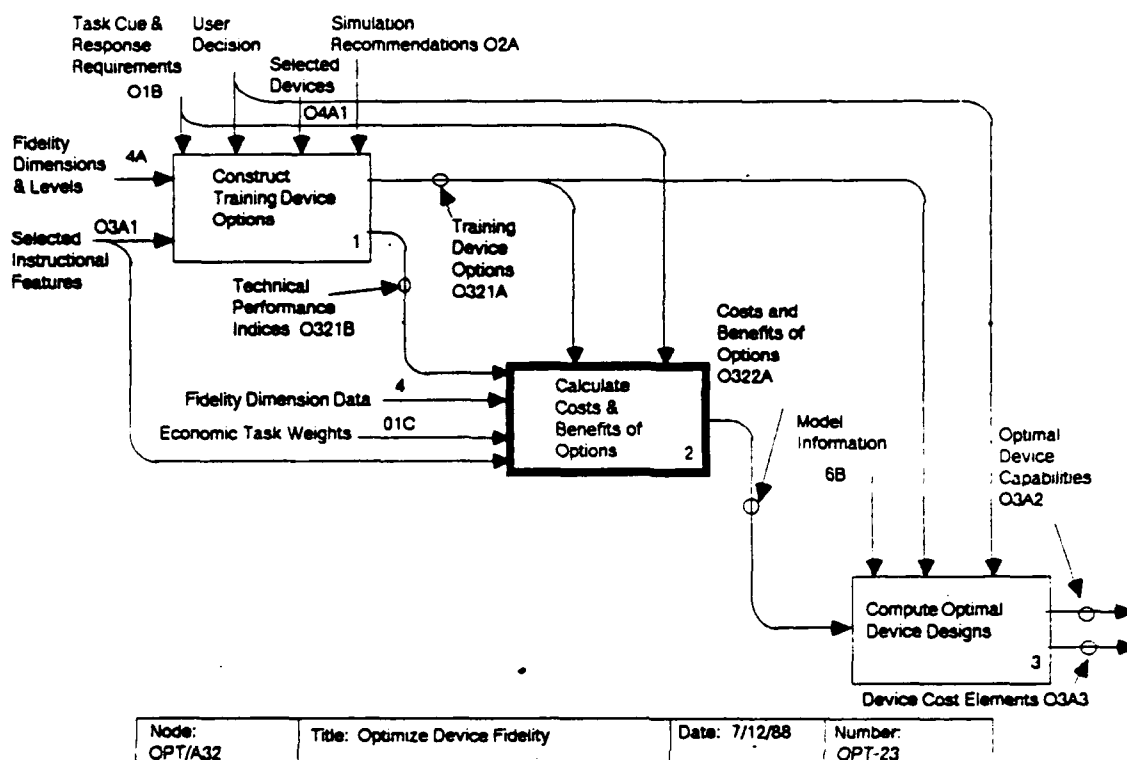 Task Cue &
Response
Requirements
O1B
User
Decision
Simulation
Recommendations O2A
Selected
Devices
O4A1
Fidelity
Dimensions
& Levels
4A
Construct
Training Device
Options
1
Selected
Instructional
Features
O3A1
Training
Device
Options
O321A
Technical
Performance
Indices O321B
Costs and
Benefits of
Options
O322A
Fidelity Dimension Data
4
Economic Task Weights
01C
Calculate
Costs &
Benefits of
Options
2
Model
Information
6B
Optimal
Device
Capabilities
O3A2
Compute Optimal
Device Designs
3
Device Cost Elements O3A3
Node:
OPT/A32
Title: Optimize Device Fidelity
Date: 7/12/88
Number:
OPT-23